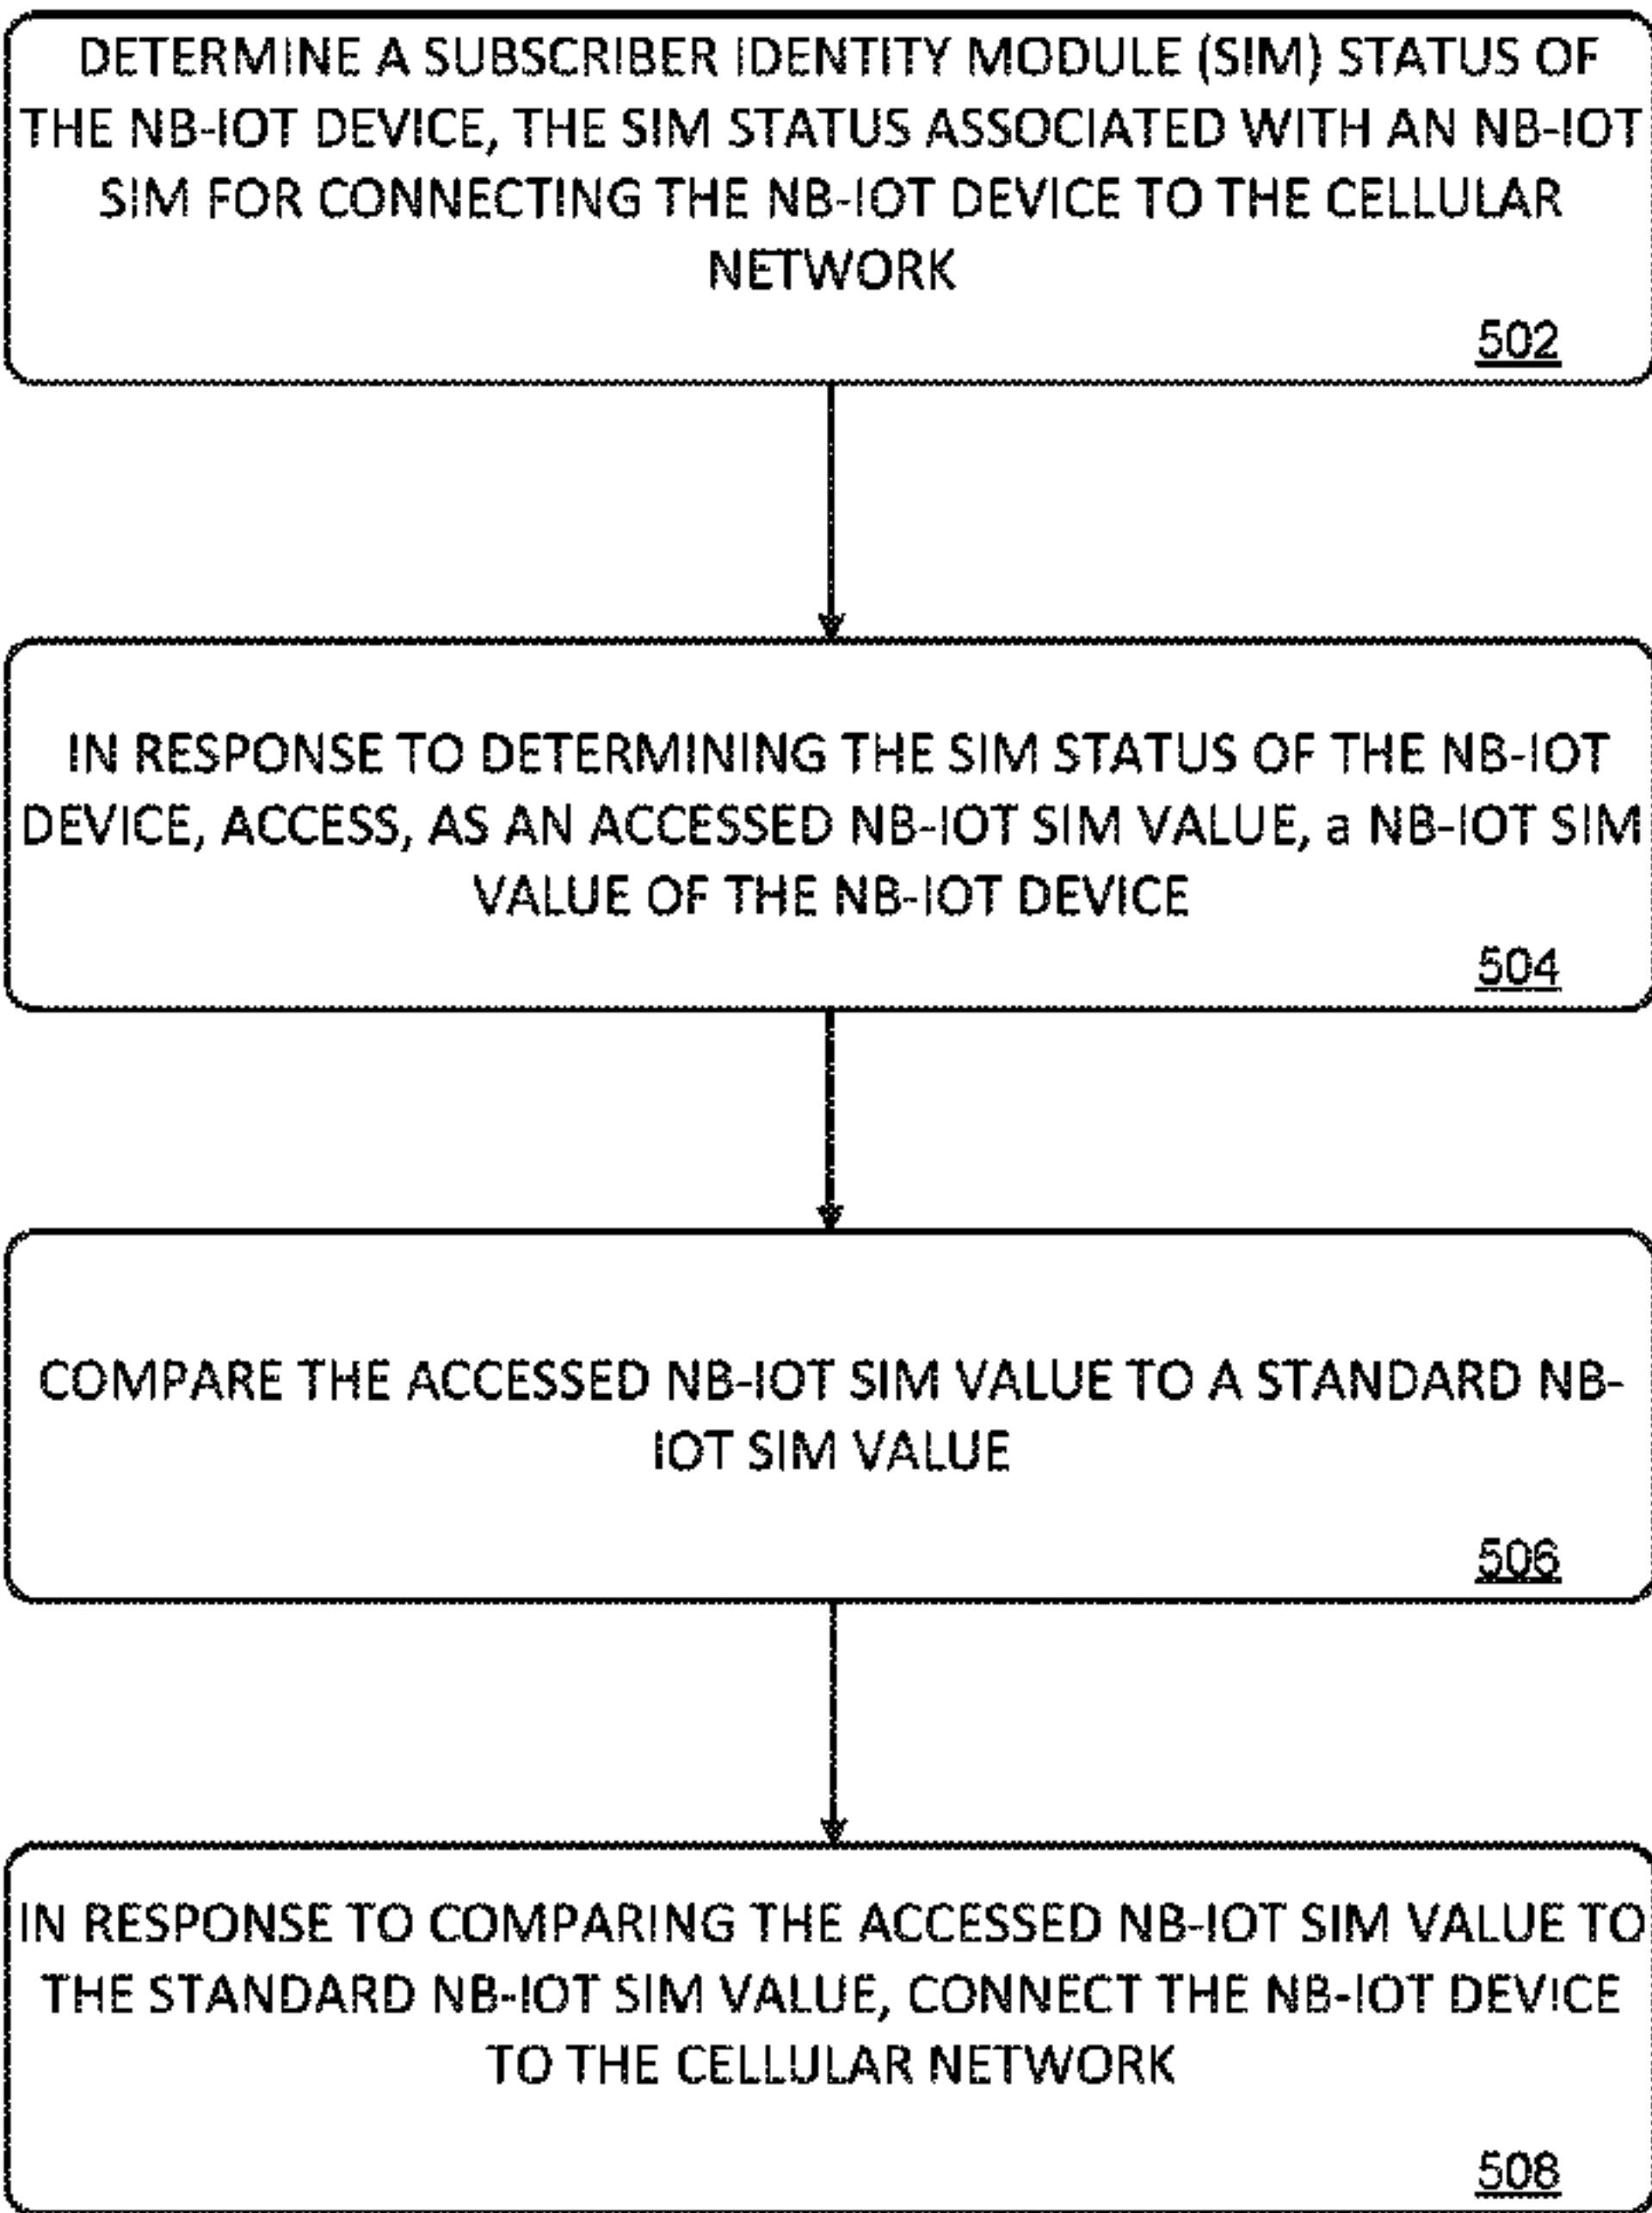 DETERMINE A SUBSCRIBER IDENTITY MODULE (SIM) STATUS OF
THE NB-IOT DEVICE, THE SIM STATUS ASSOCIATED WITH AN NB-IOT
SIM FOR CONNECTING THE NB-IOT DEVICE TO THE CELLULAR
NETWORK
502
IN RESPONSE TO DETERMINING THE SIM STATUS OF THE NB-IOT
DEVICE, ACCESS, AS AN ACCESSED NB-IOT SIM VALUE, a NB-IOT SIM
VALUE OF THE NB-IOT DEVICE
504
COMPARE THE ACCESSED NB-IOT SIM VALUE TO A STANDARD NB-
IOT SIM VALUE
506
IN RESPONSE TO COMPARING THE ACCESSED NB-IOT SIM VALUE TO
THE STANDARD NB-IOT SIM VALUE, CONNECT THE NB-IOT DEVICE
TO THE CELLULAR NETWORK
508